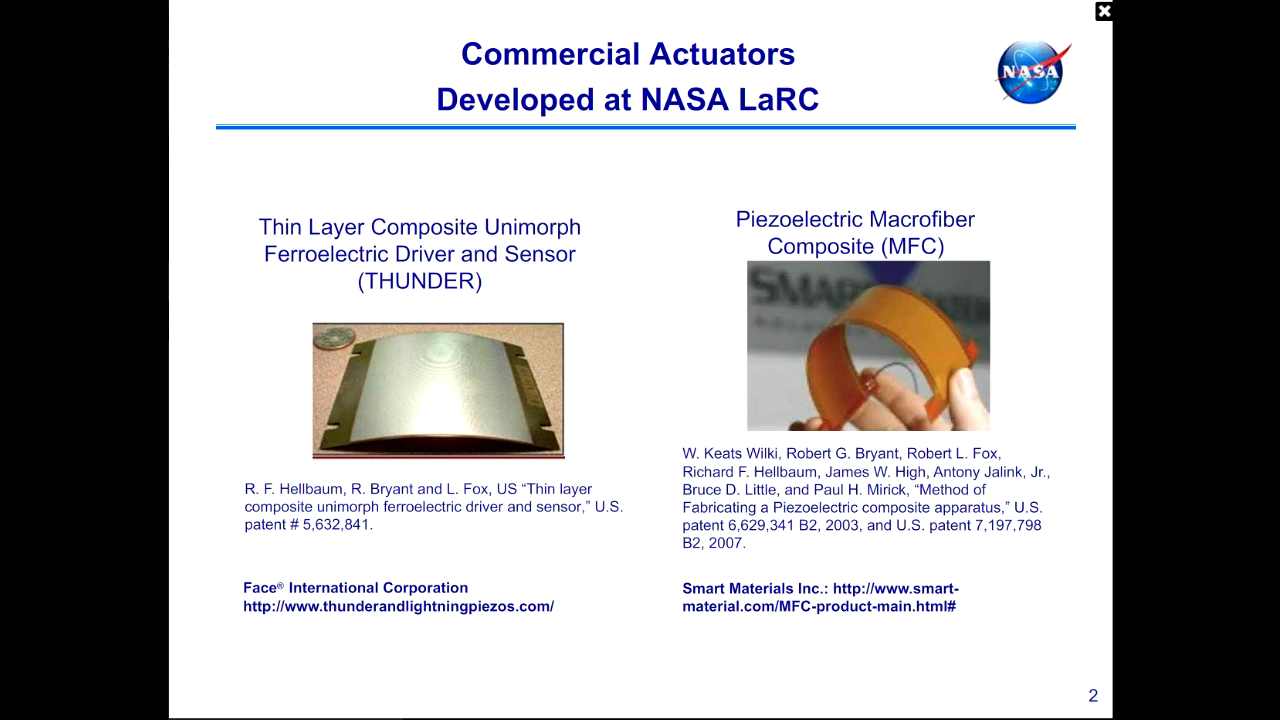 Commercial Actuators
Developed at NASA LaRC
NASA
Thin Layer Composite Unimorph
Ferroelectric Driver and Sensor
(THUNDER)
Piezoelectric Macrofiber
Composite (MFC)
SMAR
R. F. Hellbaum, R. Bryant and L. Fox, US “Thin layer
composite unimorph ferroelectric driver and sensor,” U.S.
patent # 5,632,841.
W. Keats Wilki, Robert G. Bryant, Robert L. Fox,
Richard F. Hellbaum, James W. High, Antony Jalink, Jr.,
Bruce D. Little, and Paul H. Mirick, “Method of
Fabricating a Piezoelectric composite apparatus,” U.S.
patent 6,629,341 B2, 2003, and U.S. patent 7,197,798
B2, 2007.
Face® International Corporation
http://www.thunderandlightningpiezos.com/
Smart Materials Inc.: http://www.smart-
material.com/MFC-product-main.html#
2